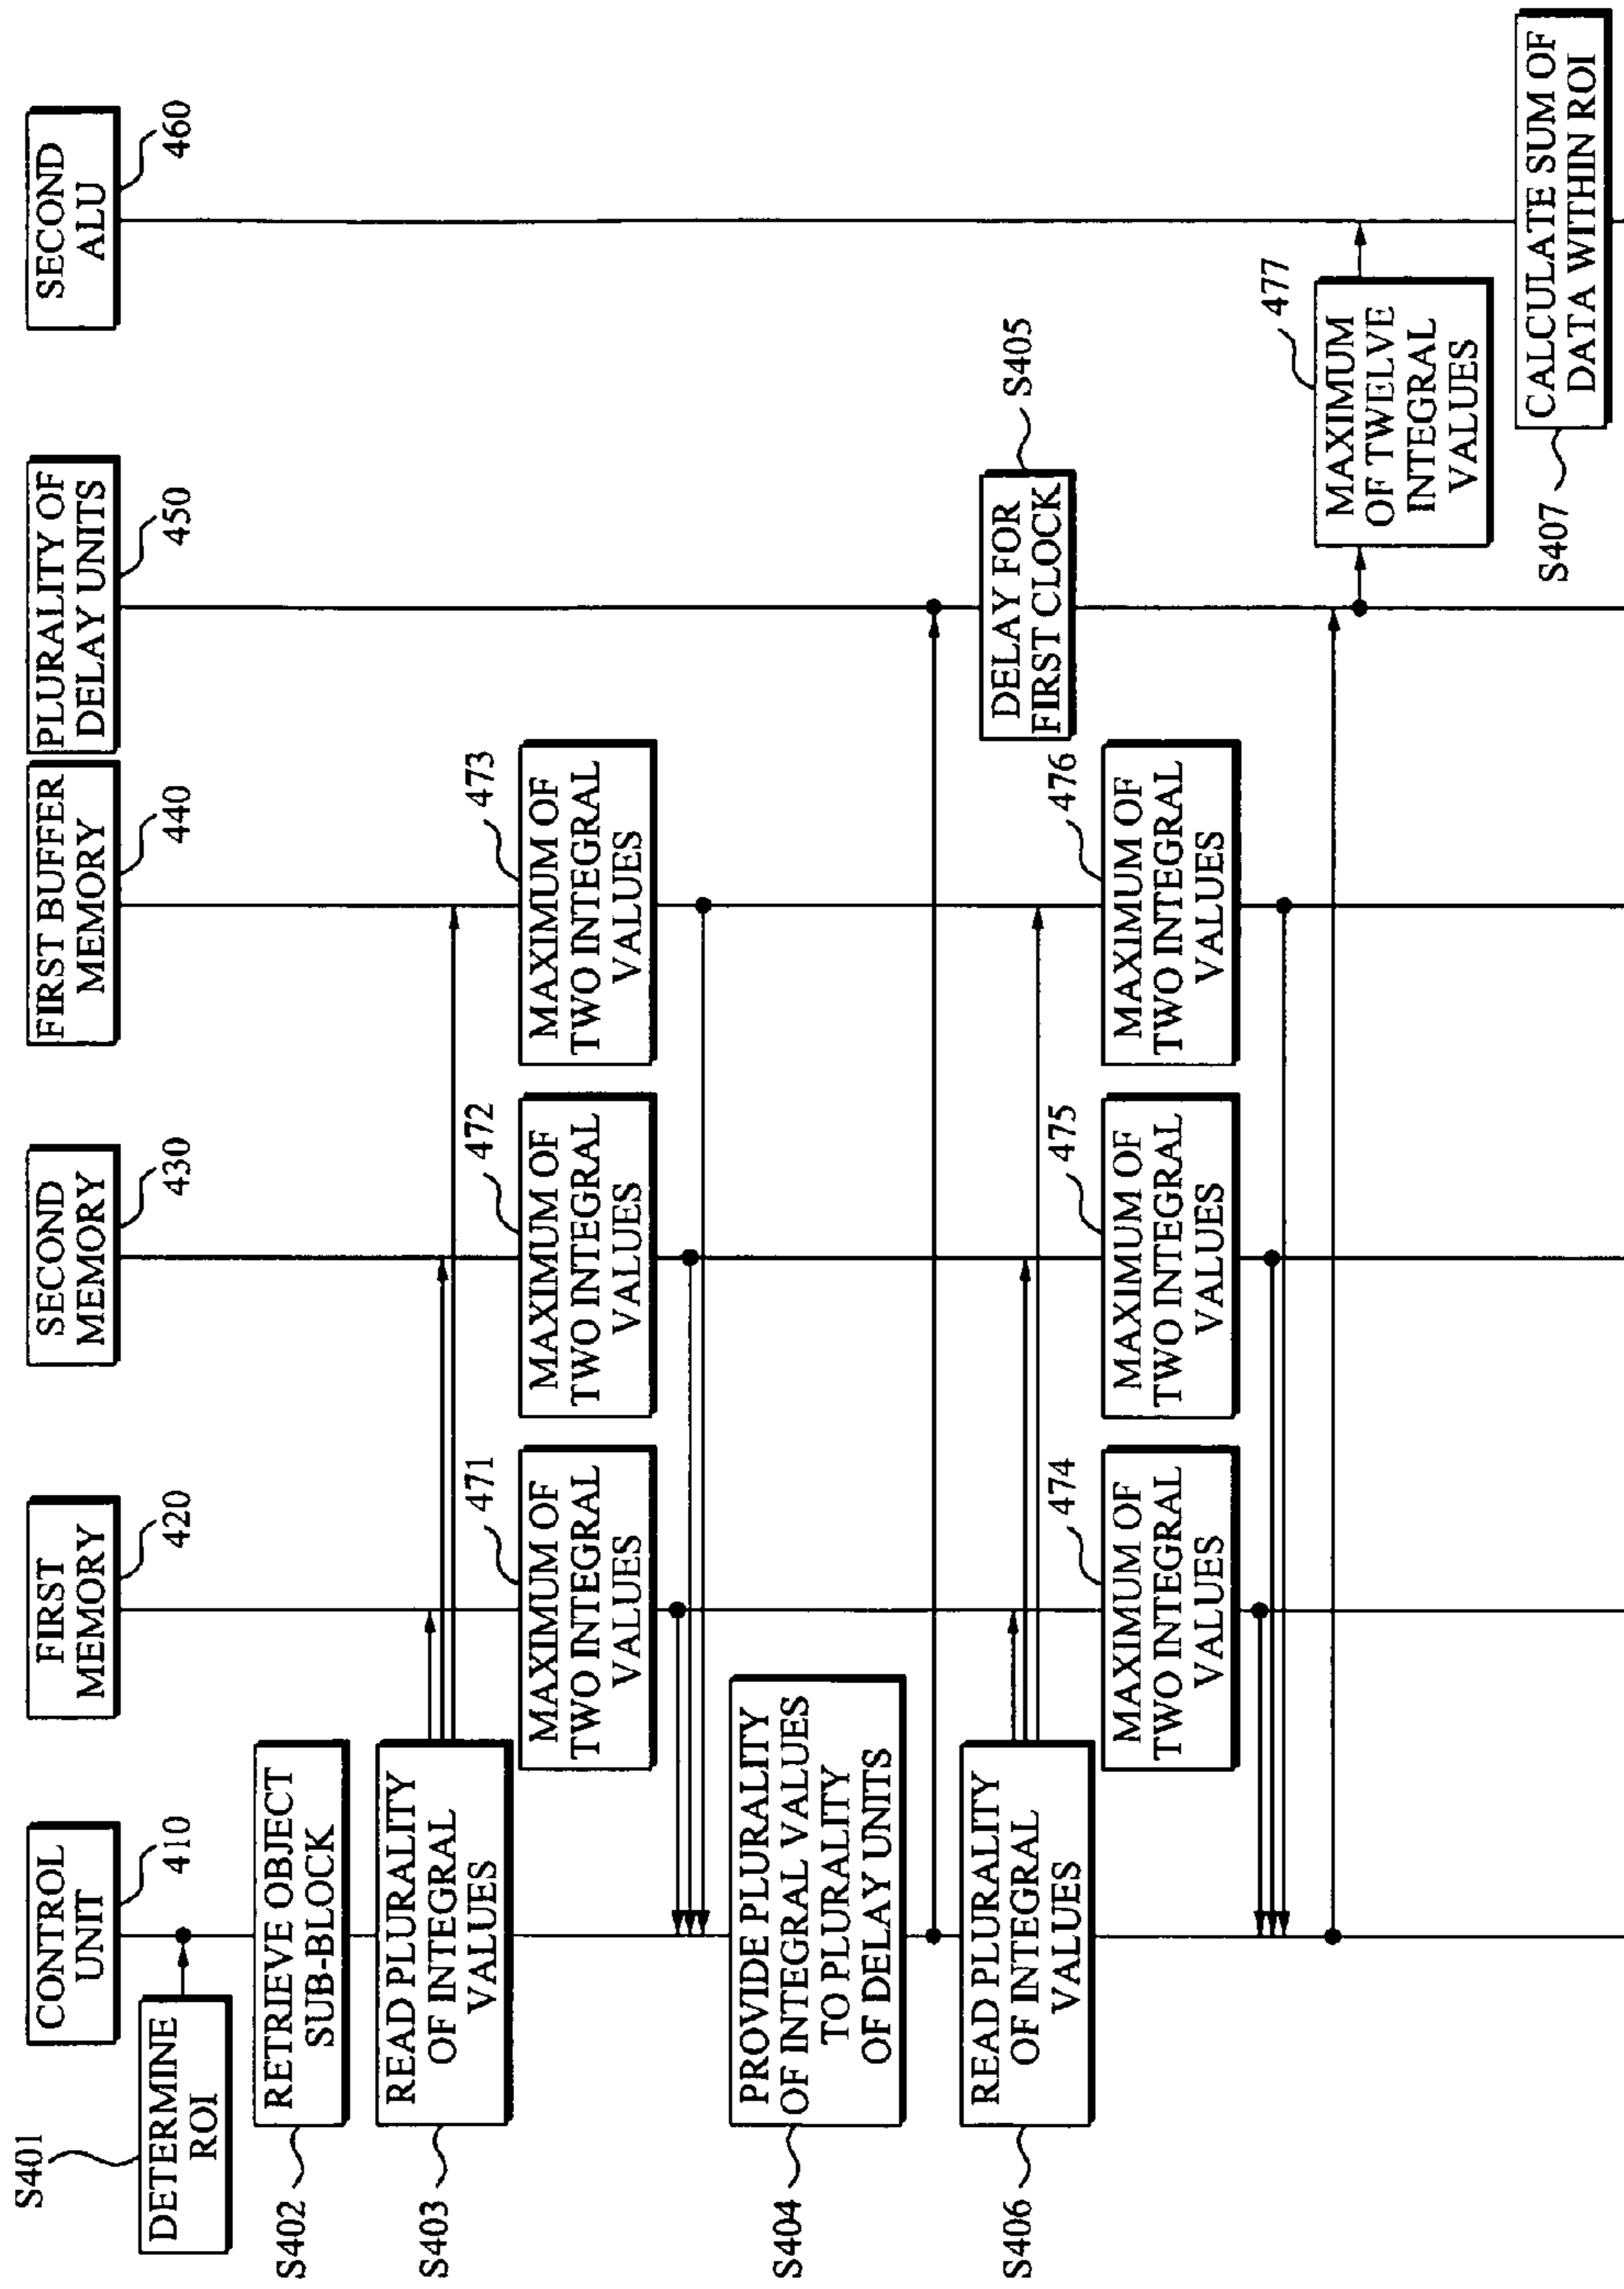 CONTROL
UNIT
410
FIRST
MEMORY
420
SECOND
MEMORY
430
FIRST BUFFER
MEMORY
440
PLURALITY OF
DELAY UNITS
450
SECOND
ALU
460
S401
DETERMINE
ROI
S402
RETRIEVE OBJECT
SUB-BLOCK
S403
READ PLURALITY
OF INTEGRAL
VALUES
471
MAXIMUM OF
TWO INTEGRAL
VALUES
472
MAXIMUM OF
TWO INTEGRAL
VALUES
473
MAXIMUM OF
TWO INTEGRAL
VALUES
S404
PROVIDE PLURALITY
OF INTEGRAL VALUES
TO PLURALITY
OF DELAY UNITS
S405
DELAY FOR
FIRST CLOCK
S406
READ PLURALITY
OF INTEGRAL
VALUES
474
MAXIMUM OF
TWO INTEGRAL
VALUES
475
MAXIMUM OF
TWO INTEGRAL
VALUES
476
MAXIMUM OF
TWO INTEGRAL
VALUES
477
MAXIMUM
OF TWELVE
INTEGRAL
VALUES
S407
CALCULATE SUM OF
DATA WITHIN ROI